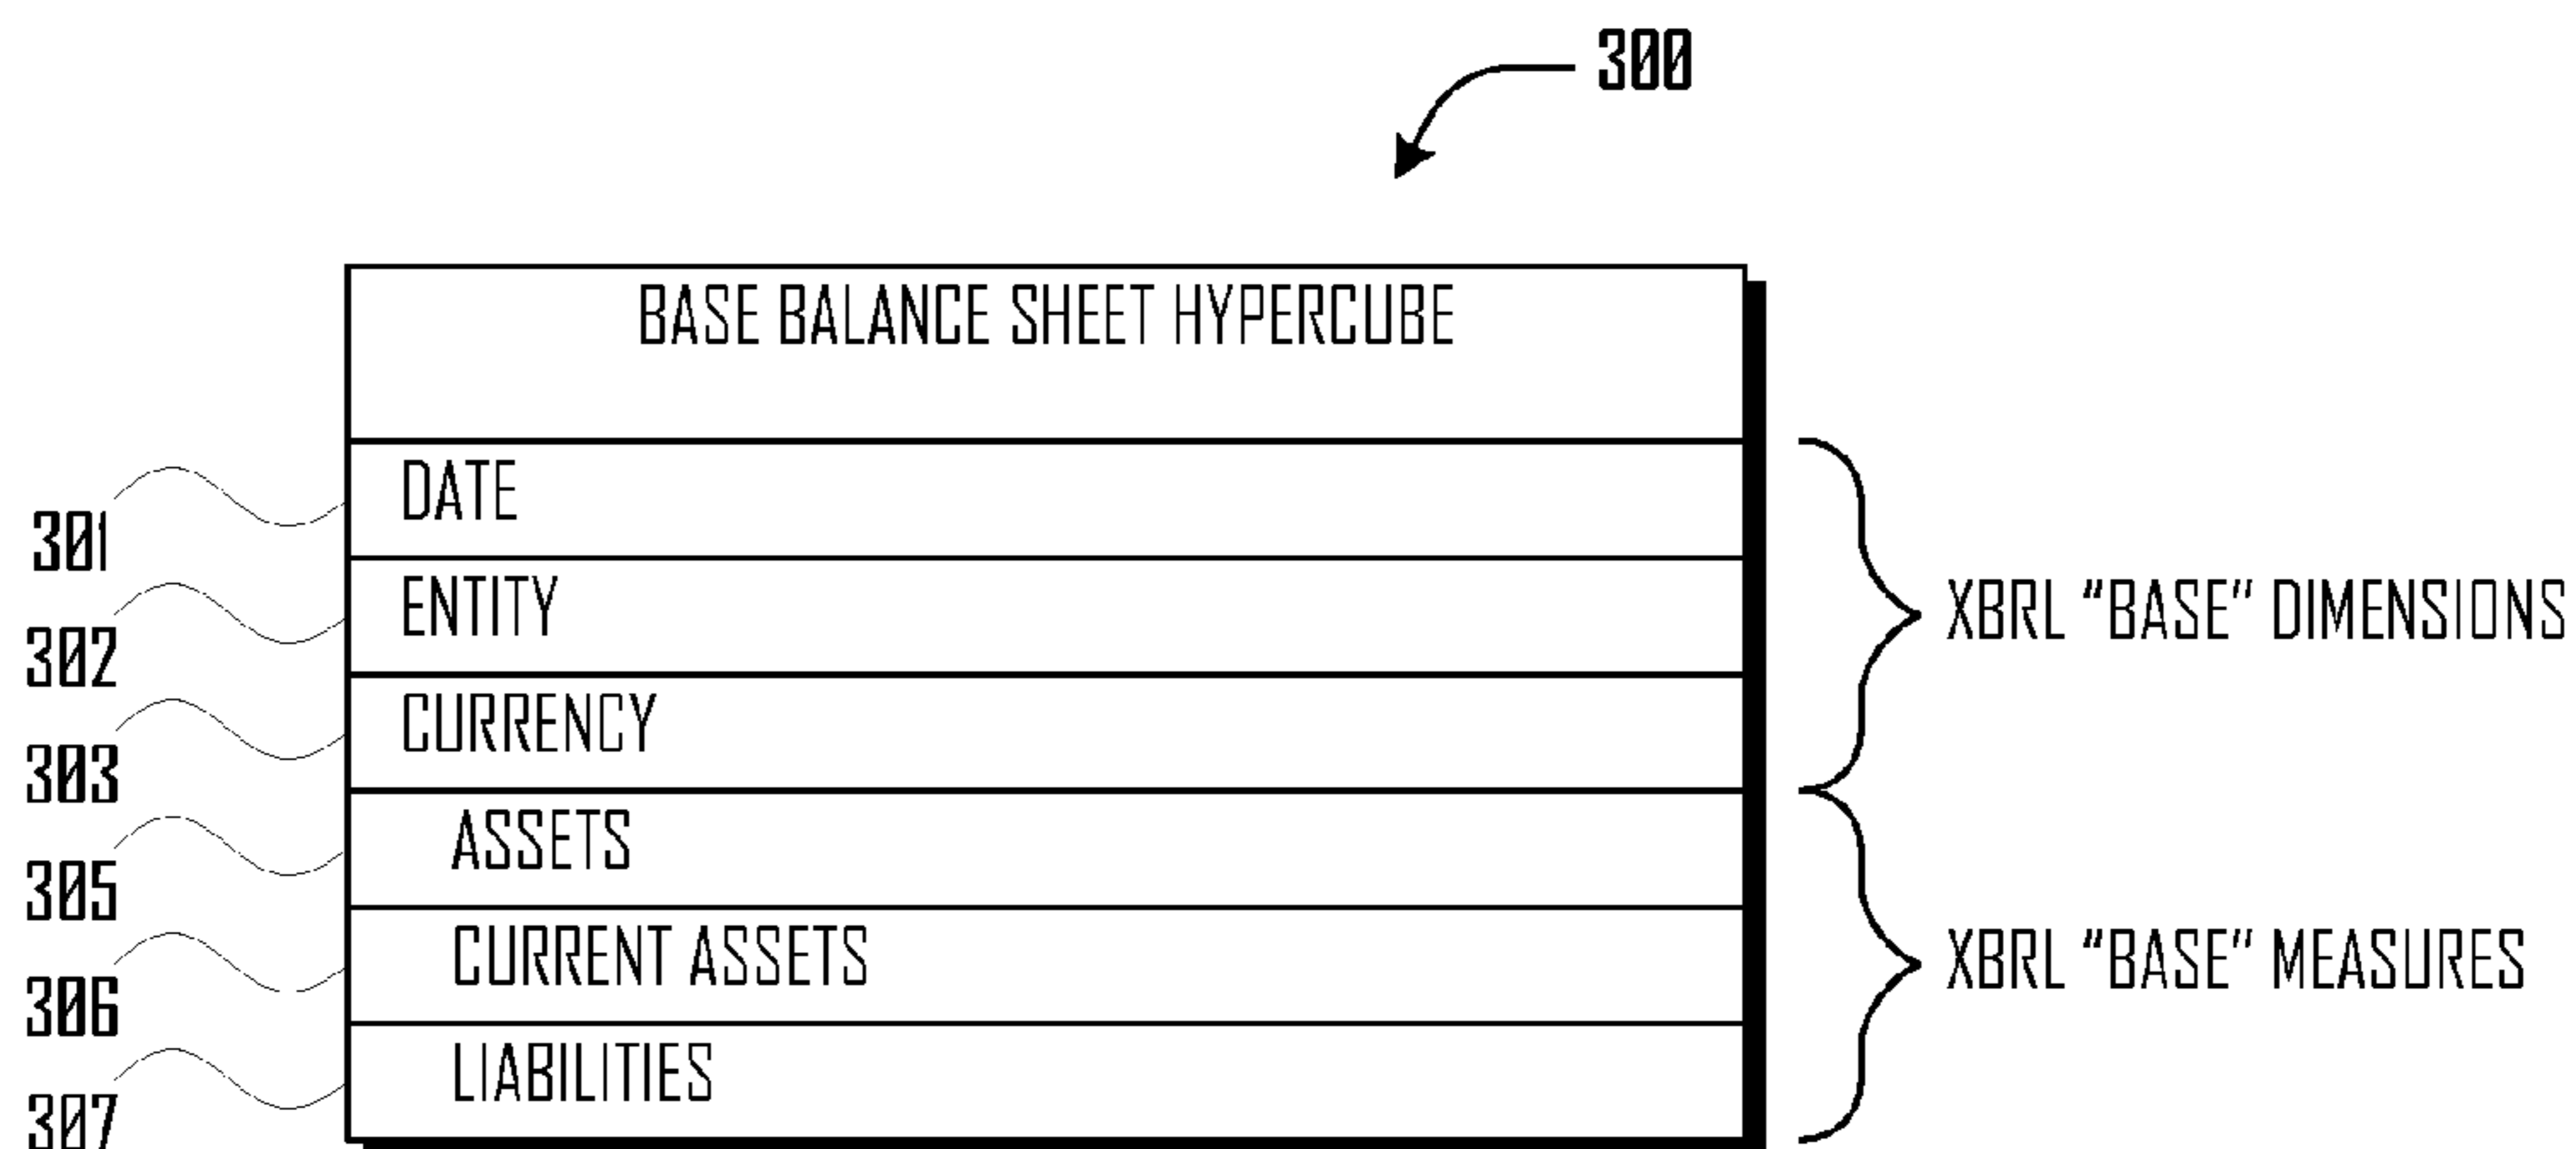 300
BASE BALANCE SHEET HYPERCUBE
DATE
301
ENTITY
XBRL "BASE" DIMENSIONS
302
CURRENCY
303
ASSETS
305
CURRENT ASSETS
XBRL "BASE" MEASURES
306
LIABILITIES
307